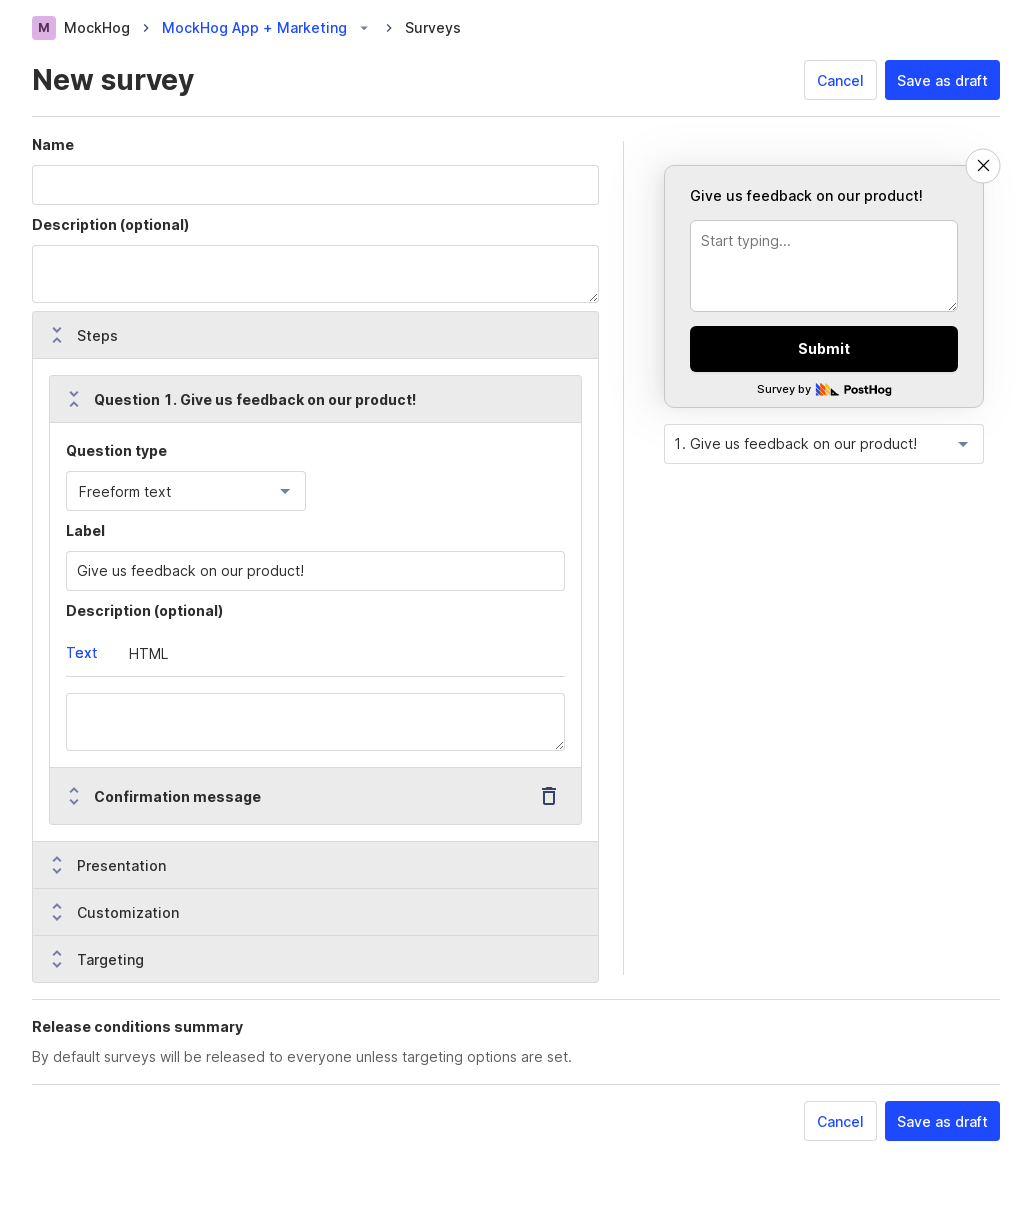 M MockHog MockHog App + Marketing Surveys
New survey
Cancel Save as draft
Name
Description (optional)
Steps
Question 1. Give us feedback on our product!
Question type
Freeform text
Label
Give us feedback on our product!
Description (optional)
Text HTML
Confirmation message
Presentation
Customization
Targeting
Give us feedback on our product!
Start typing...
Submit
Survey by PostHog
1. Give us feedback on our product!
Release conditions summary
By default surveys will be released to everyone unless targeting options are set.
Cancel Save as draft